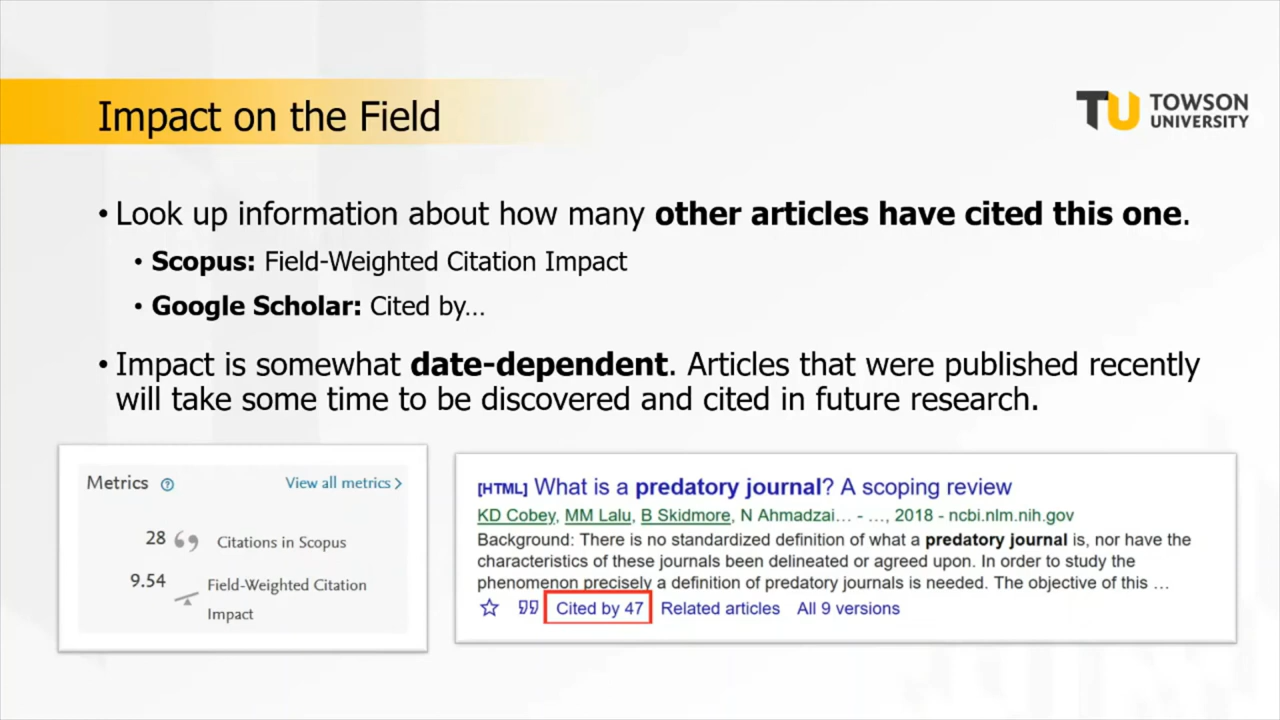 Impact on the Field
TU TOWSON
UNIVERSITY
• Look up information about how many other articles have cited this one.
• Scopus: Field-Weighted Citation Impact
• Google Scholar: Cited by…
• Impact is somewhat date-dependent. Articles that were published recently
will take some time to be discovered and cited in future research.
Metrics ? View all metrics >
28 Citations in Scopus
9.54 Field-Weighted Citation
Impact
[HTML] What is a predatory journal? A scoping review
KD Cobey, MM Lalu, B Skidmore, N Ahmadzai… - …, 2018 - ncbi.nlm.nih.gov
Background: There is no standardized definition of what a predatory journal is, nor have the
characteristics of these journals been delineated or agreed upon. In order to study the
phenomenon precisely a definition of predatory journals is needed. The objective of this …
Cited by 47 Related articles All 9 versions